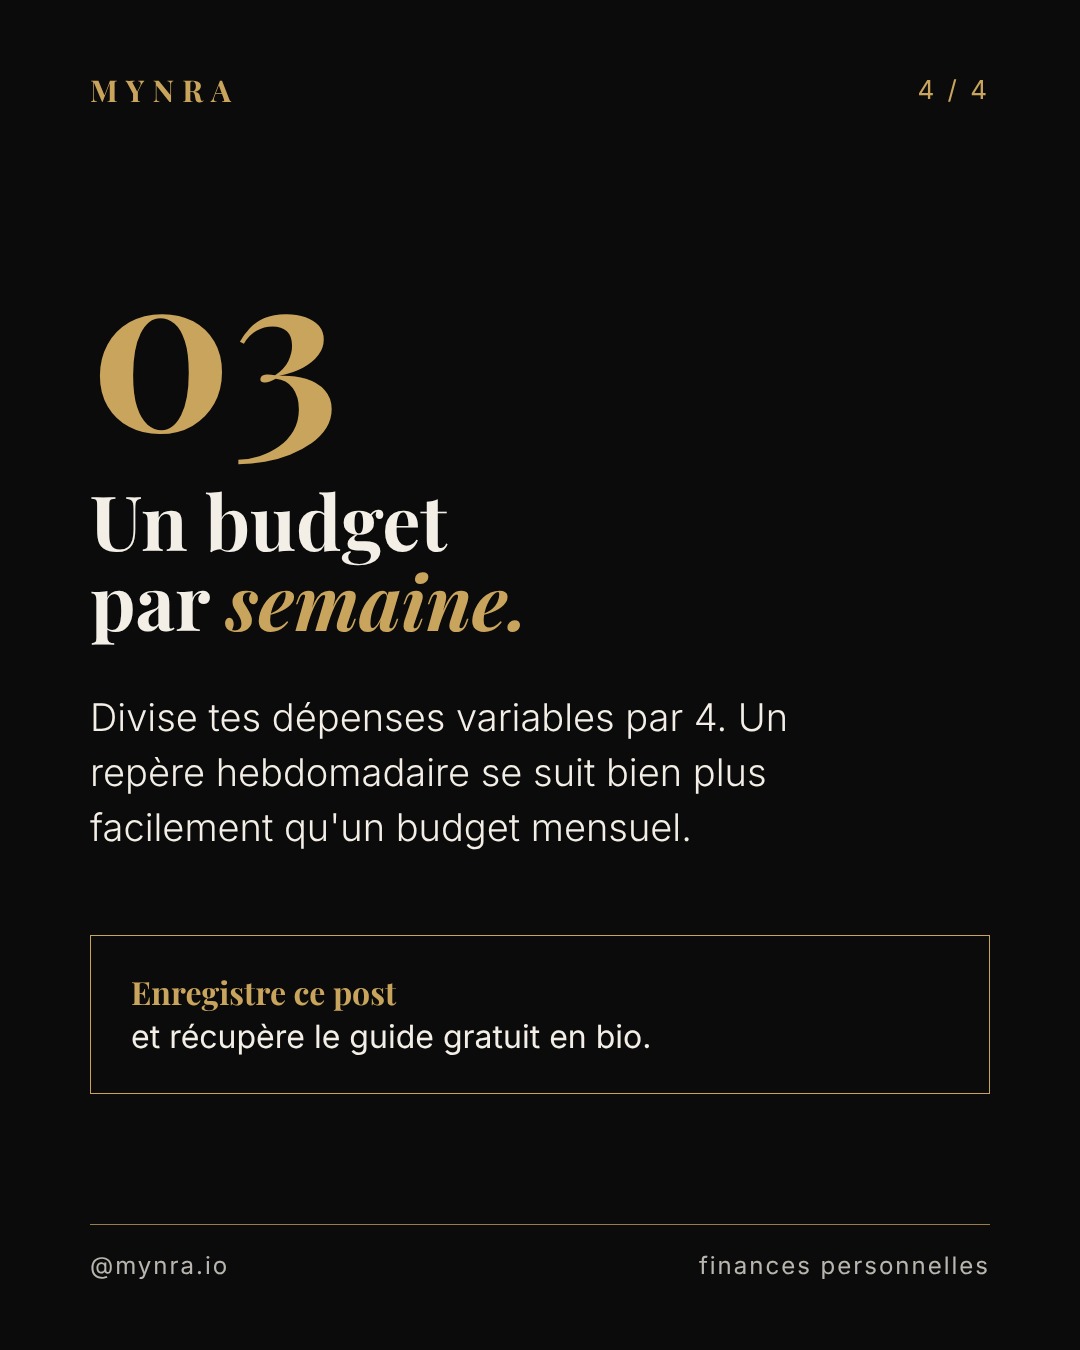 MYNRA
4 / 4
03
Un budget
par semaine.
Divise tes dépenses variables par 4. Un
repère hebdomadaire se suit bien plus
facilement qu'un budget mensuel.
Enregistre ce post
et récupère le guide gratuit en bio.
@mynra.io
finances personnelles